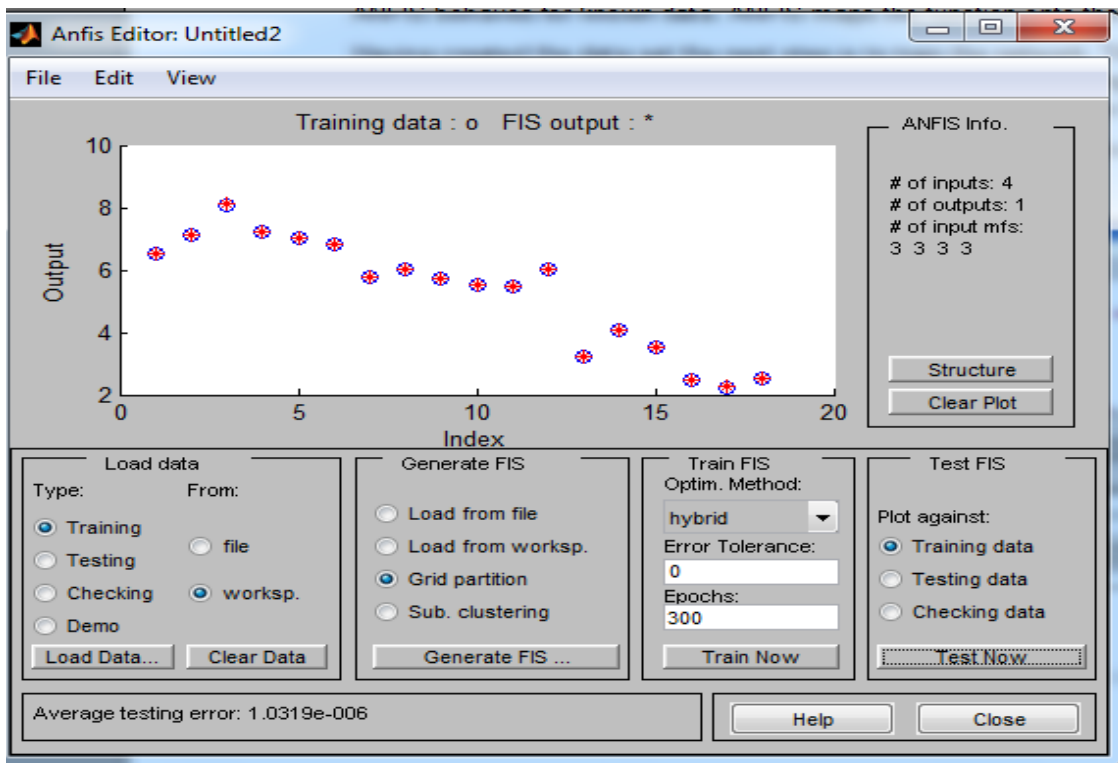 Anfis Editor: Untitled2
File Edit View
Training data : o FIS output : *
10
8
6
4
2
Output
0 5 10 15 20
Index
ANFIS Info.
# of inputs: 4
# of outputs: 1
# of input mfs:
3 3 3 3
Structure
Clear Plot
Load data
Type: From:
Training
Testing
Checking
Demo
file
worksp.
Load Data... Clear Data
Generate FIS
Load from file
Load from worksp.
Grid partition
Sub. clustering
Generate FIS ...
Train FIS
Optim. Method:
hybrid
Error Tolerance:
0
Epochs:
300
Train Now
Test FIS
Plot against:
Training data
Testing data
Checking data
Test Now
Average testing error: 1.0319e-006
Help Close